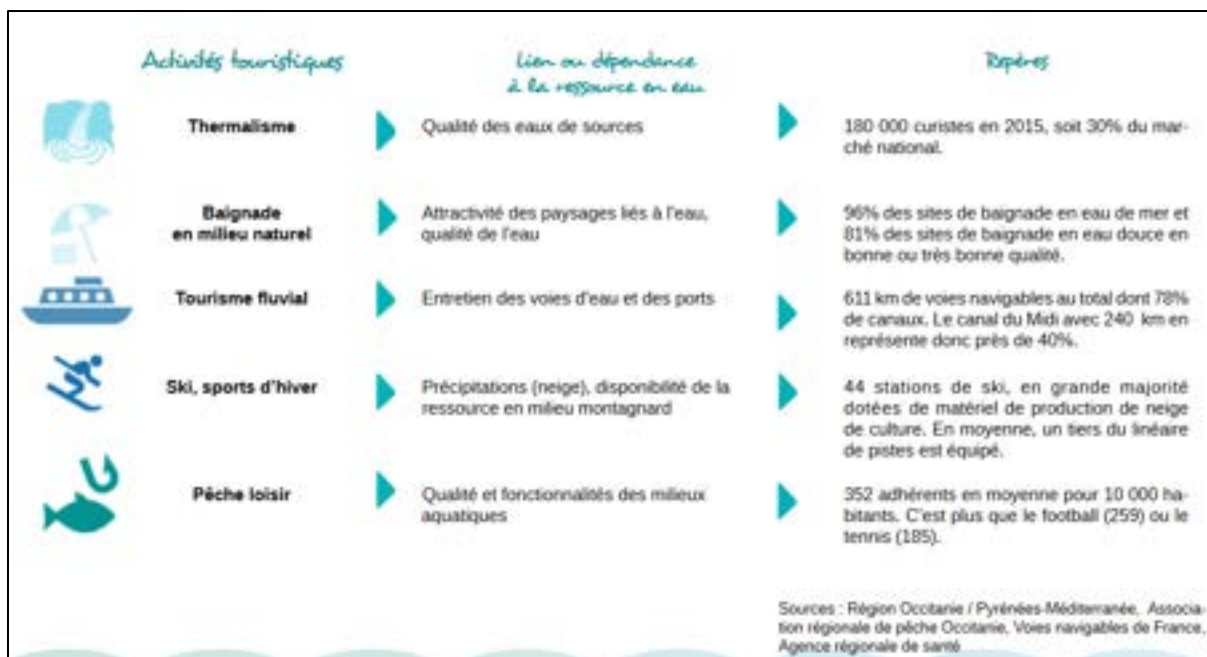 Activités touristiques
Lien ou dépendance
à la ressource en eau
Repères
Thermalisme
Qualité des eaux de sources
180 000 curistes en 2015, soit 30% du mar-
ché national.
Baignade
en milieu naturel
Attractivité des paysages liés à l'eau,
qualité de l'eau
96% des sites de baignade en eau de mer et
81% des sites de baignade en eau douce en
bonne ou très bonne qualité.
Tourisme fluvial
Entretien des voies d'eau et des ports
611 km de voies navigables au total dont 78%
de canaux. Le canal du Midi avec 240 km en
représente donc près de 40%.
Ski, sports d'hiver
Précipitations (neige), disponibilité de la
ressource en milieu montagnard
44 stations de ski, en grande majorité
dotées de matériel de production de neige
de culture. En moyenne, un tiers du linéaire
de pistes est équipé.
Pêche loisir
Qualité et fonctionnalités des milieux
aquatiques
352 adhérents en moyenne pour 10 000 ha-
bitants. C'est plus que le football (259) ou le
tennis (185).
Sources : Région Occitanie / Pyrénées-Méditerranée, Associa-
tion régionale de pêche Occitanie, Voies navigables de France,
Agence régionale de santé